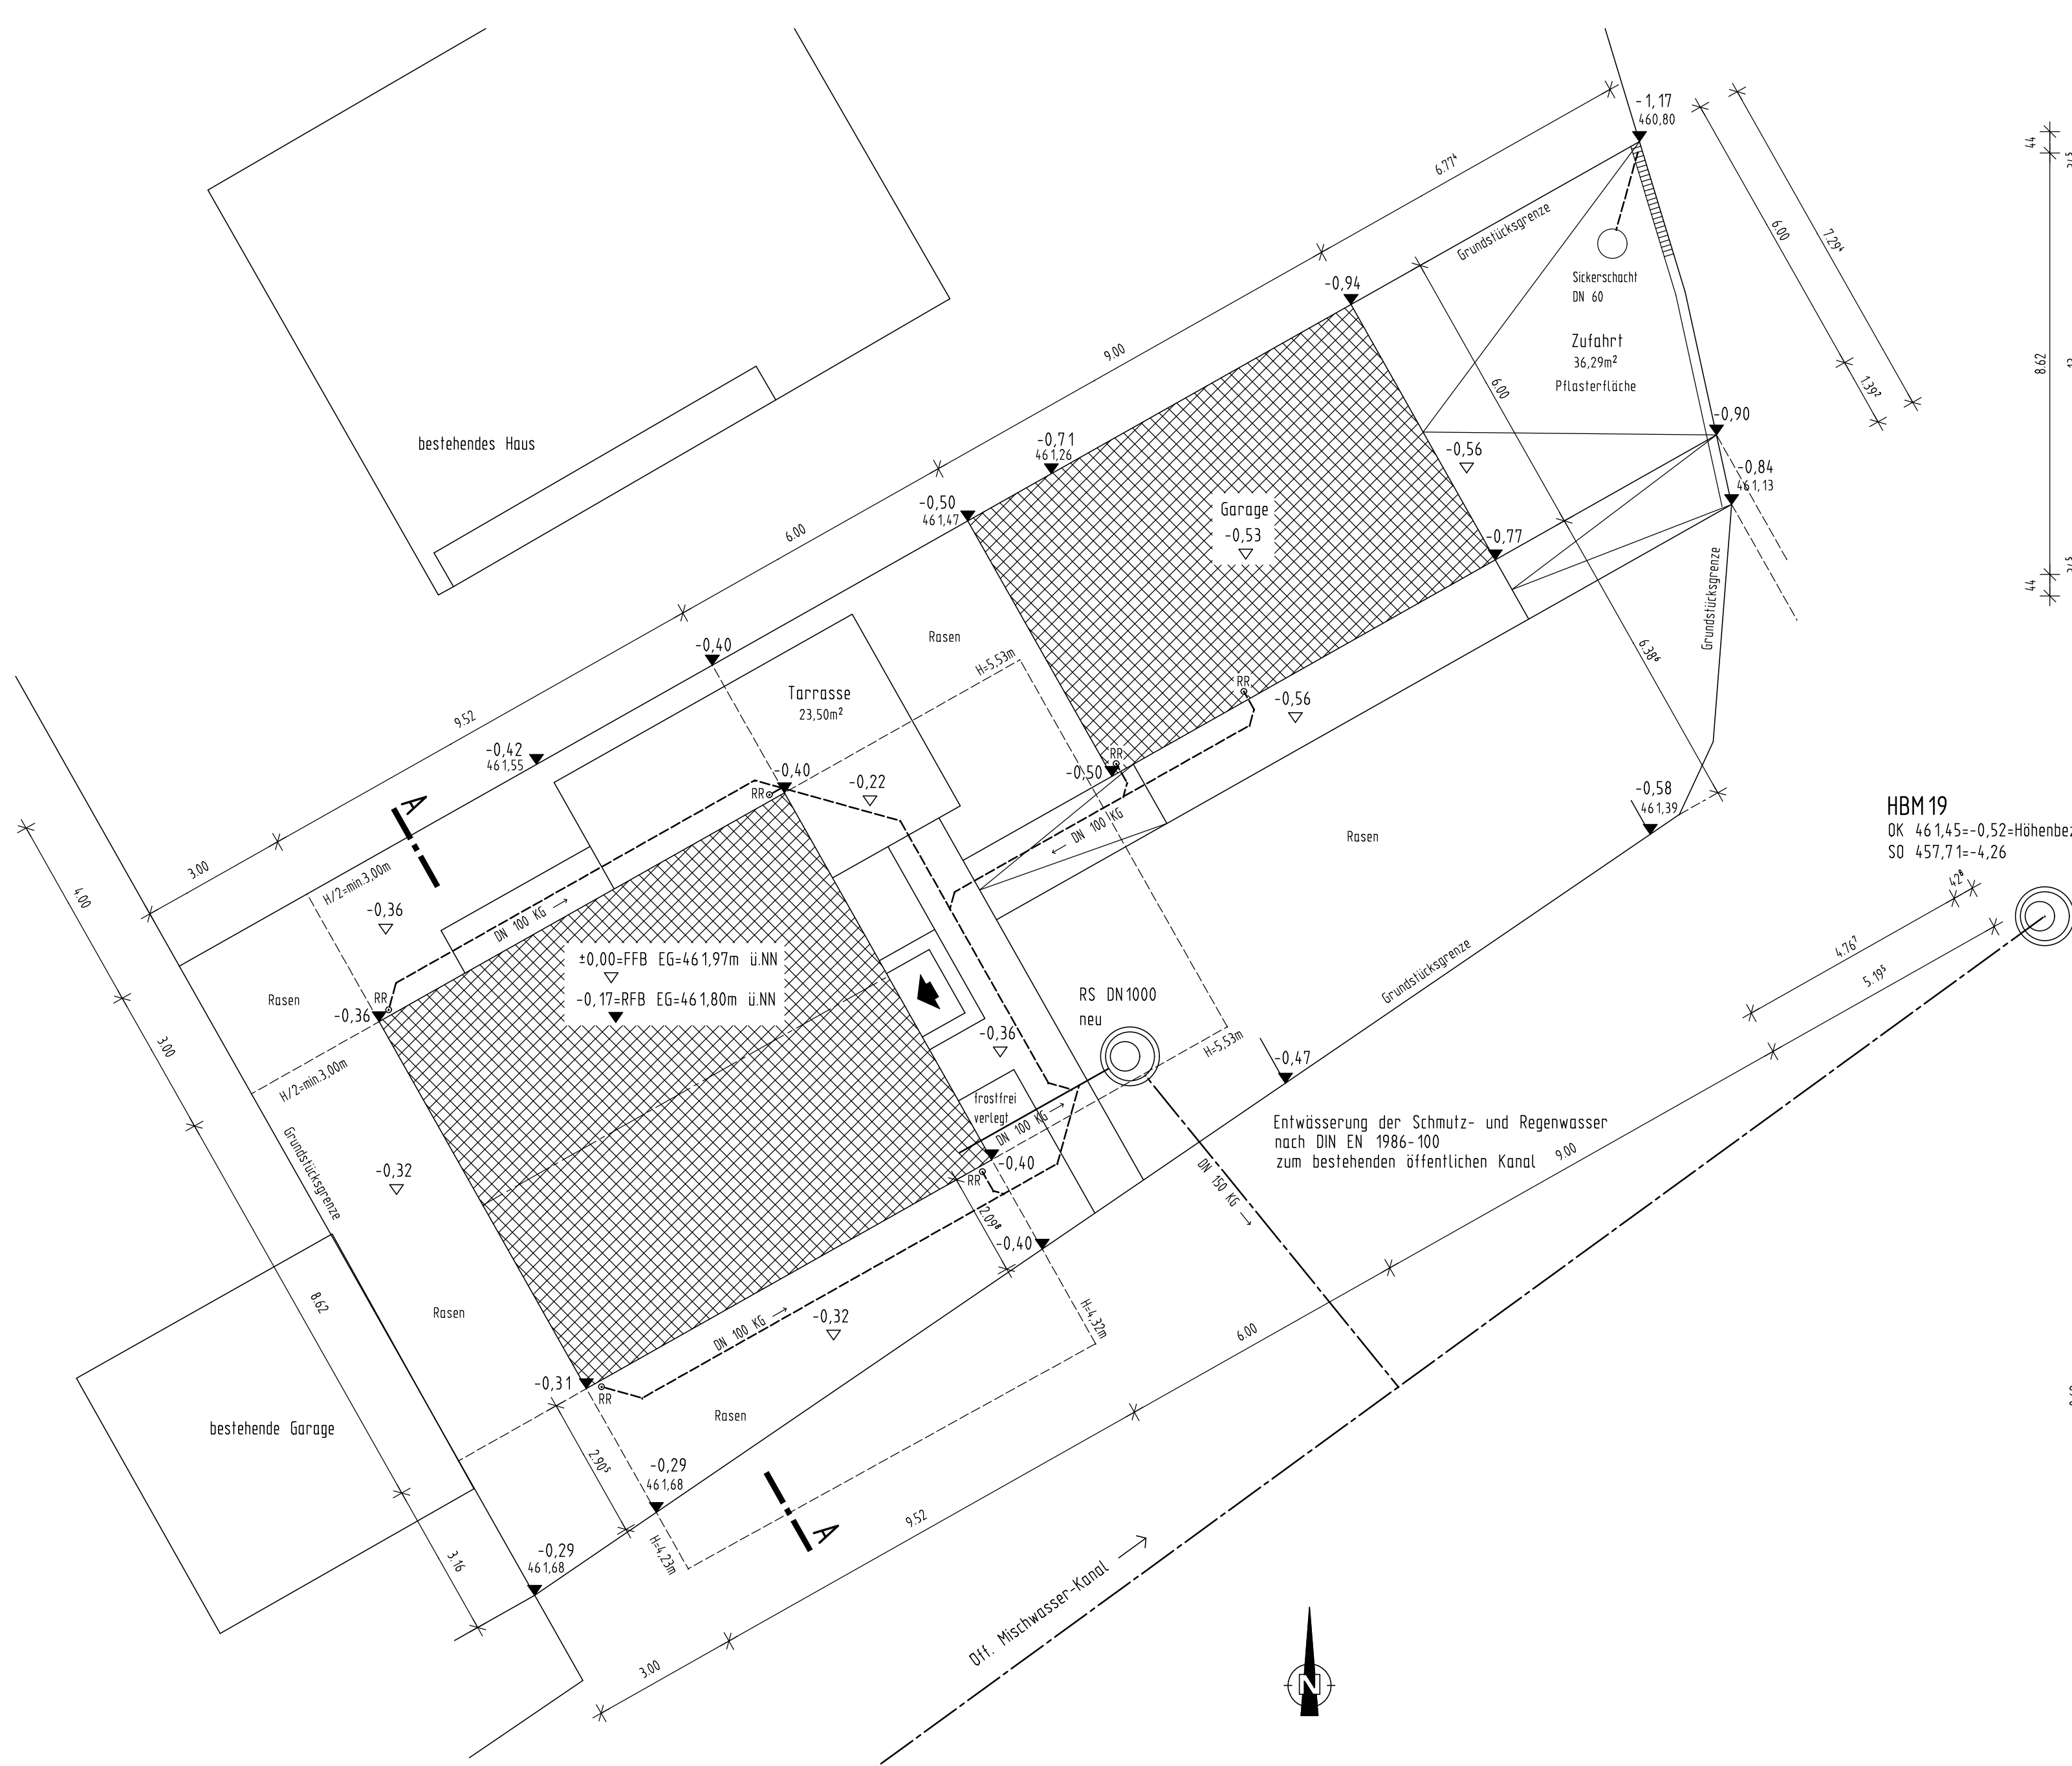 -1,17
460,80
6.77⁴
Grundstücksgrenze
6.00
7.29⁴
1.39²
Sickerschacht
DN 60
Zufahrt
36,29m²
Pflasterfläche
44
8.62
44
bestehendes Haus
-0,94
9.00
6.00
-0,90
-0,56
-0,84
461,13
-0,71
461,26
-0,50
461,47
Garage
-0,53
-0,77
6.00
Rasen
H=5,53m
-0,40
Tarrasse
23,50m²
Grundstücksgrenze
6.38⁶
RR
-0,56
9.52
-0,42
461,55
RR
-0,50
-0,40
-0,22
RR
-0,58
461,39
HBM 19
OK 461,45=-0,52=Höhenbez
SO 457,71=-4,26
A
DN 100 KG
Rasen
3.00
4.00
H/2=min.3,00m
-0,36
42⁸
4.76⁷
5.19⁵
DN 100 KG
±0,00=FFB EG=461,97m ü.NN
-0,17=RFB EG=461,80m ü.NN
Rasen
RR
-0,36
Grundstücksgrenze
RS DN1000
neu
-0,36
H=5,53m
-0,47
3.00
H/2=min.3,00m
frostfrei
verlegt
DN 100 KG
Entwässerung der Schmutz- und Regenwasser
nach DIN EN 1986-100
zum bestehenden öffentlichen Kanal
9.00
Grundstücksgrenze
-0,32
RR
-0,40
DN 150 KG
2.09⁸
-0,40
8.62
Rasen
DN 100 KG
-0,32
H=4,32m
6.00
-0,31
RR
bestehende Garage
Rasen
2.90⁵
-0,29
461,68
9.52
A
H=4,23m
3.16
-0,29
461,68
Off. Mischwasser-Kanal
3.00
N